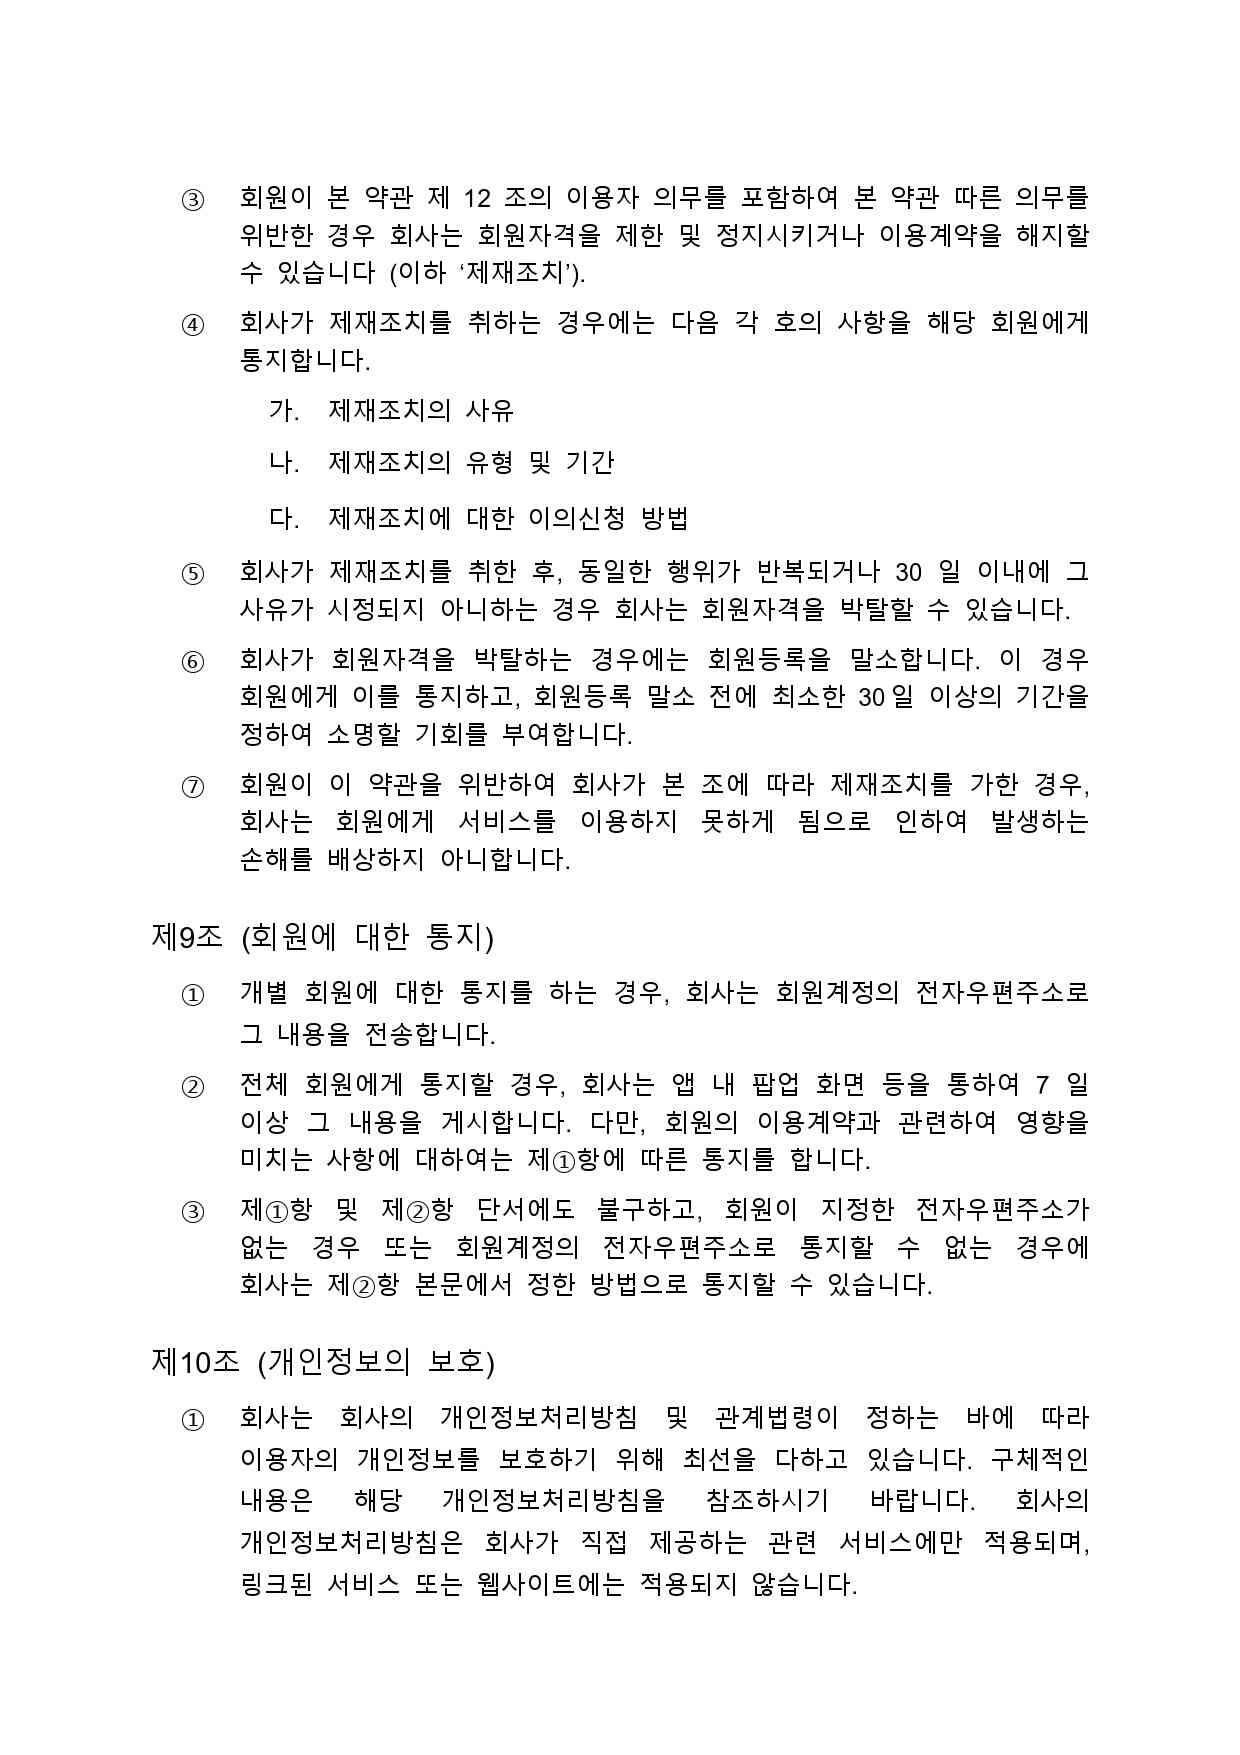 ③ 회원이 본 약관 제 12 조의 이용자 의무를 포함하여 본 약관 따른 의무를
위반한 경우 회사는 회원자격을 제한 및 정지시키거나 이용계약을 해지할
수 있습니다 (이하 ‘제재조치’).
④ 회사가 제재조치를 취하는 경우에는 다음 각 호의 사항을 해당 회원에게
통지합니다.
가. 제재조치의 사유
나. 제재조치의 유형 및 기간
다. 제재조치에 대한 이의신청 방법
⑤ 회사가 제재조치를 취한 후, 동일한 행위가 반복되거나 30 일 이내에 그
사유가 시정되지 아니하는 경우 회사는 회원자격을 박탈할 수 있습니다.
⑥ 회사가 회원자격을 박탈하는 경우에는 회원등록을 말소합니다. 이 경우
회원에게 이를 통지하고, 회원등록 말소 전에 최소한 30일 이상의 기간을
정하여 소명할 기회를 부여합니다.
⑦ 회원이 이 약관을 위반하여 회사가 본 조에 따라 제재조치를 가한 경우,
회사는 회원에게 서비스를 이용하지 못하게 됨으로 인하여 발생하는
손해를 배상하지 아니합니다.
제9조 (회원에 대한 통지)
① 개별 회원에 대한 통지를 하는 경우, 회사는 회원계정의 전자우편주소로
그 내용을 전송합니다.
② 전체 회원에게 통지할 경우, 회사는 앱 내 팝업 화면 등을 통하여 7 일
이상 그 내용을 게시합니다. 다만, 회원의 이용계약과 관련하여 영향을
미치는 사항에 대하여는 제①항에 따른 통지를 합니다.
③ 제①항 및 제②항 단서에도 불구하고, 회원이 지정한 전자우편주소가
없는 경우 또는 회원계정의 전자우편주소로 통지할 수 없는 경우에
회사는 제②항 본문에서 정한 방법으로 통지할 수 있습니다.
제10조 (개인정보의 보호)
① 회사는 회사의 개인정보처리방침 및 관계법령이 정하는 바에 따라
이용자의 개인정보를 보호하기 위해 최선을 다하고 있습니다. 구체적인
내용은 해당 개인정보처리방침을 참조하시기 바랍니다. 회사의
개인정보처리방침은 회사가 직접 제공하는 관련 서비스에만 적용되며,
링크된 서비스 또는 웹사이트에는 적용되지 않습니다.